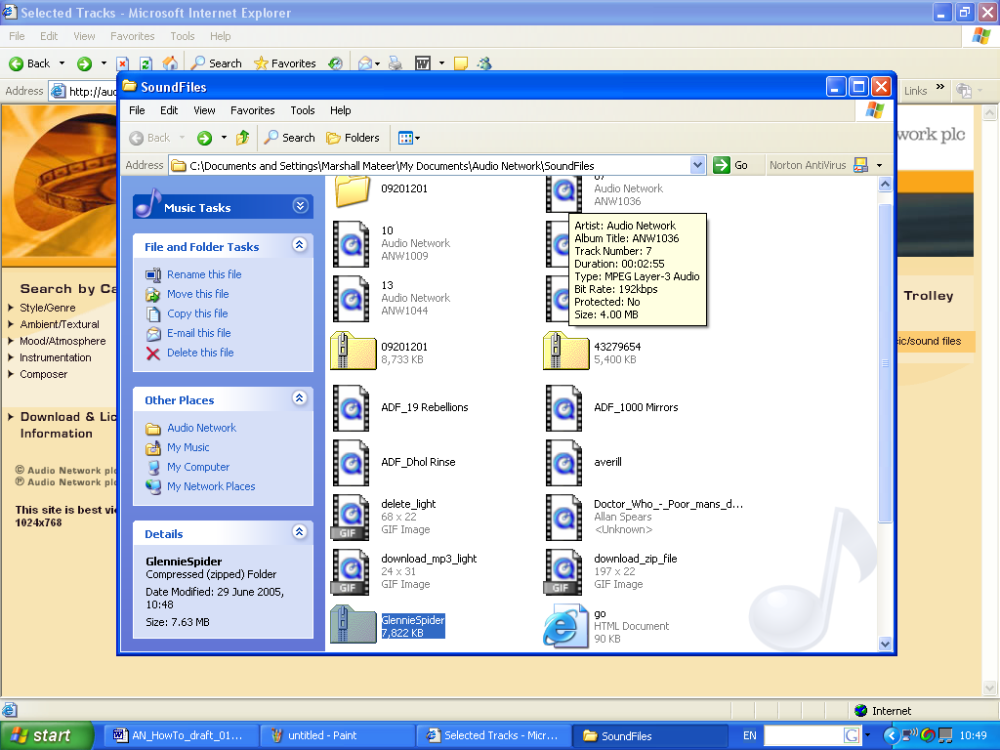 Selected Tracks - Microsoft Internet Explorer
File Edit View Favorites Tools Help
Back Search Favorites
Address http://aud Links »
SoundFiles
File Edit View Favorites Tools Help
Back Search Folders
Address C:\Documents and Settings\Marshall Mateer\My Documents\Audio Network\SoundFiles Go Norton AntiVirus
work plc
Search by Ca
Style/Genre
Ambient/Textural
Mood/Atmosphere
Instrumentation
Composer
Download & Lic
Information
© Audio Network plc
℗ Audio Network plc
This site is best vie
1024x768
Music Tasks
File and Folder Tasks
Rename this file
Move this file
Copy this file
E-mail this file
Delete this file
Other Places
Audio Network
My Music
My Computer
My Network Places
Details
GlennieSpider
Compressed (zipped) Folder
Date Modified: 29 June 2005,
10:48
Size: 7.63 MB
09201201
07
Audio Network
ANW1036
10
Audio Network
ANW1009
Artist: Audio Network
Album Title: ANW1036
Track Number: 7
Duration: 00:02:55
Type: MPEG Layer-3 Audio
Bit Rate: 192kbps
Protected: No
Size: 4.00 MB
13
Audio Network
ANW1044
09201201
8,733 KB
43279654
5,400 KB
ADF_19 Rebellions
ADF_1000 Mirrors
ADF_Dhol Rinse
averill
delete_light
68 x 22
GIF Image
GIF
Doctor_Who_-_Poor_mans_d...
Allan Spears
<Unknown>
download_mp3_light
24 x 31
GIF Image
GIF
download_zip_file
197 x 22
GIF Image
GIF
GlennieSpider
7,822 KB
go
HTML Document
90 KB
Trolley
ic/sound files
Internet
start AN_HowTo_draft_01... untitled - Paint Selected Tracks - Micr... SoundFiles EN 10:49